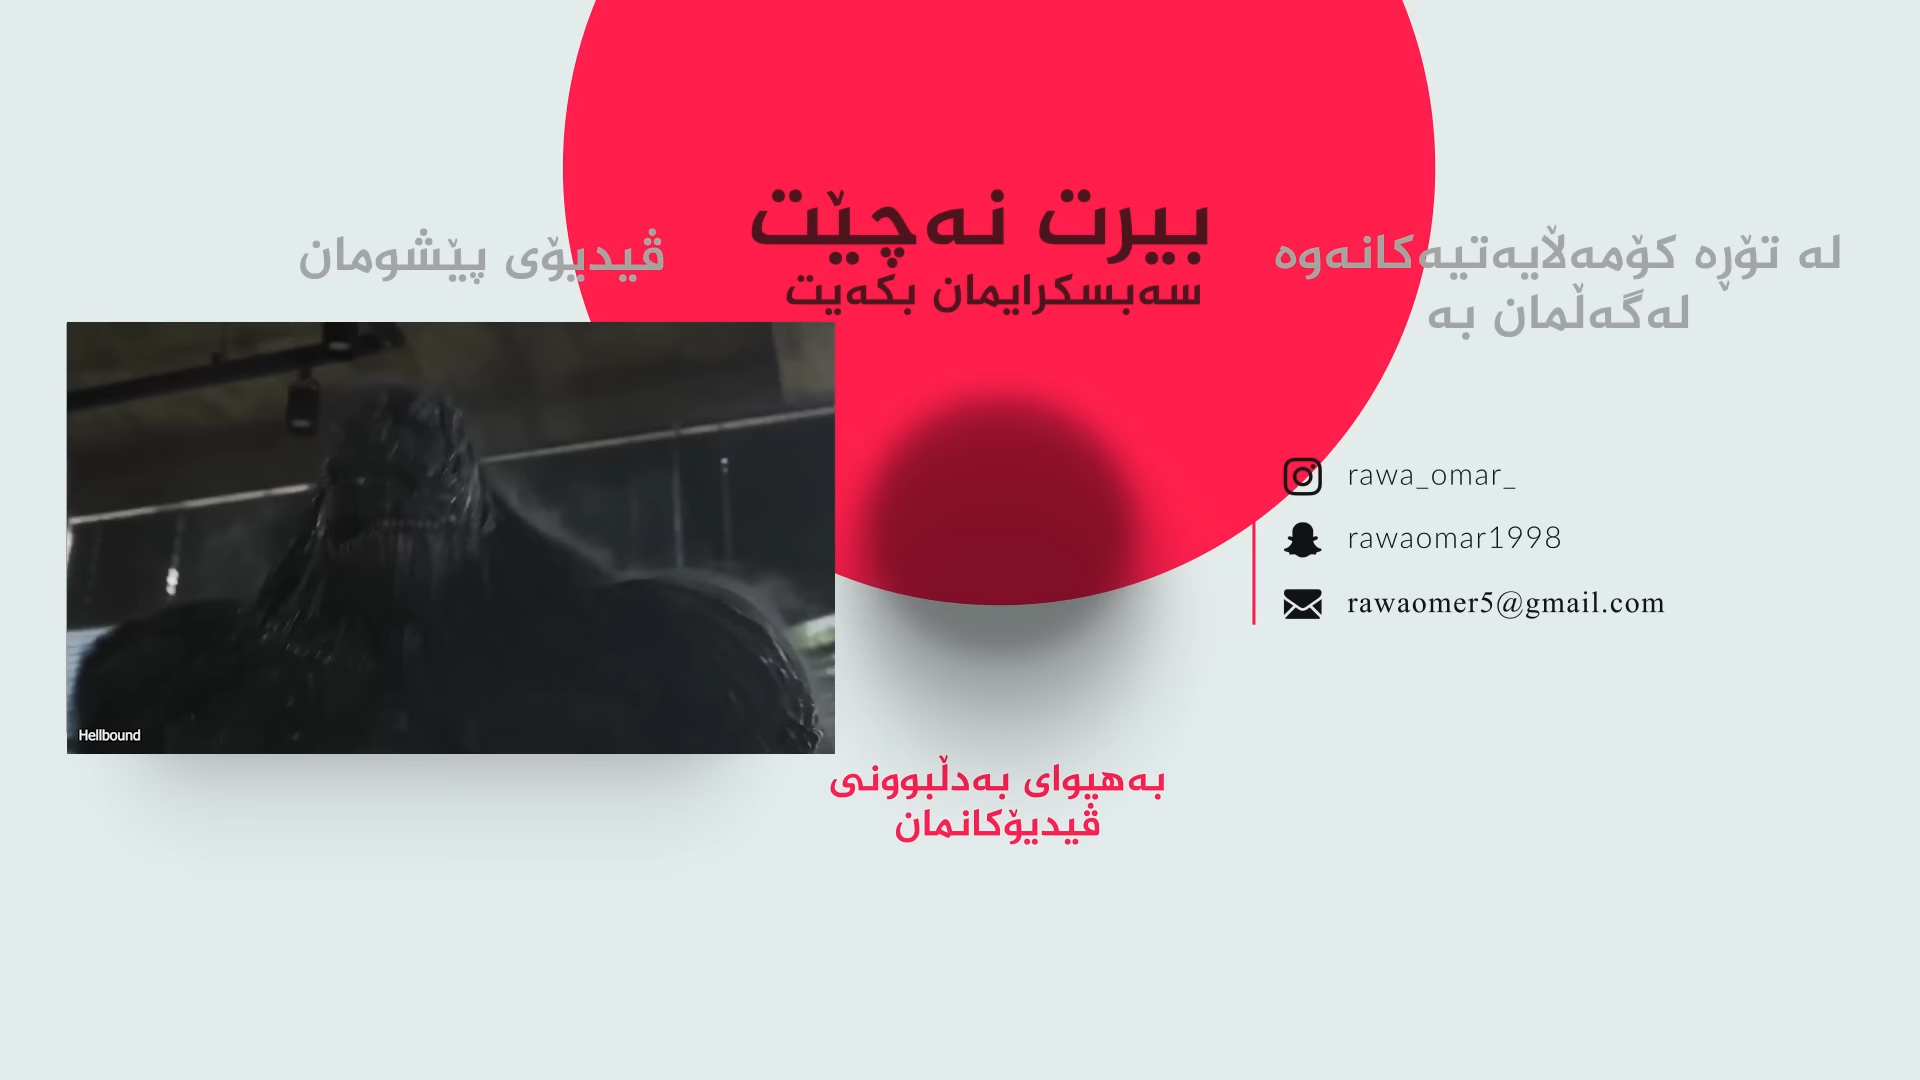 بیرت نەچێت
سەبسکرایمان بکەیت
لە تۆڕە کۆمەڵایەتیەکانەوە
لەگەڵمان بە
ڤیدیۆی پێشومان
rawa_omar_
rawaomar1998
rawaomer5@gmail.com
Hellbound
بەهیوای بەدڵبوونی
ڤیدیۆکانمان